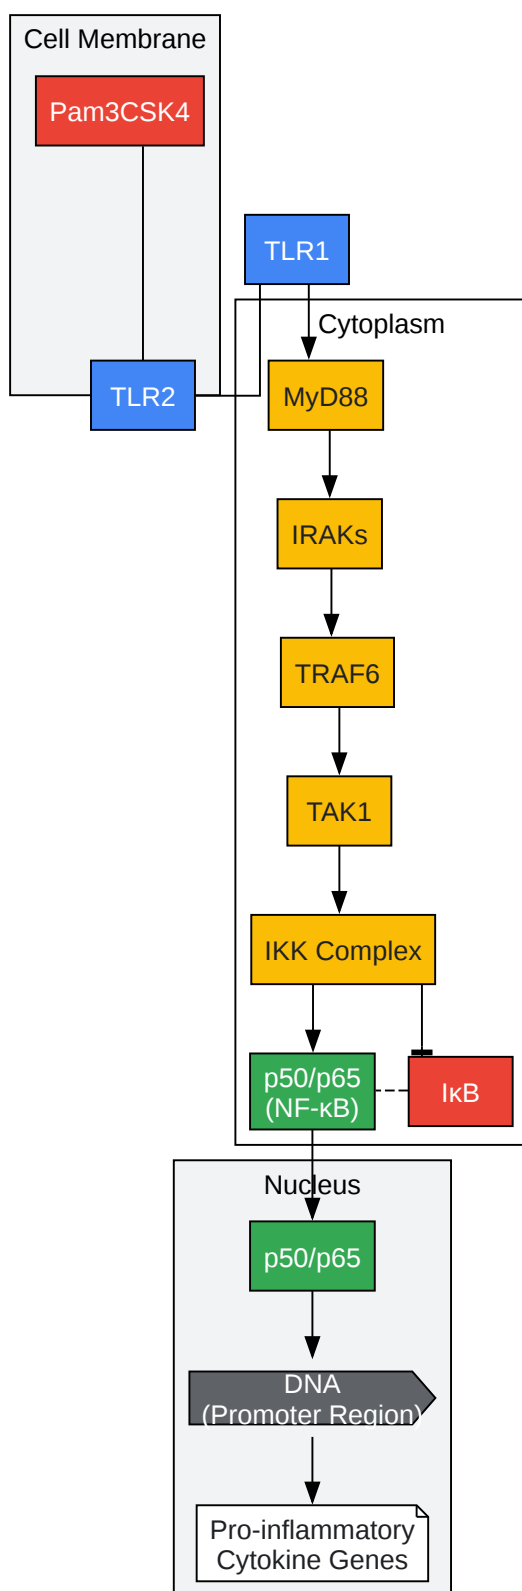 Cell Membrane
Pam3CSK4
TLR1
Cytoplasm
TLR2
MyD88
IRAKs
TRAF6
TAK1
IKK Complex
p50/p65
(NF-κB)
IκB
Nucleus
p50/p65
DNA
(Promoter Region)
Pro-inflammatory
Cytokine Genes